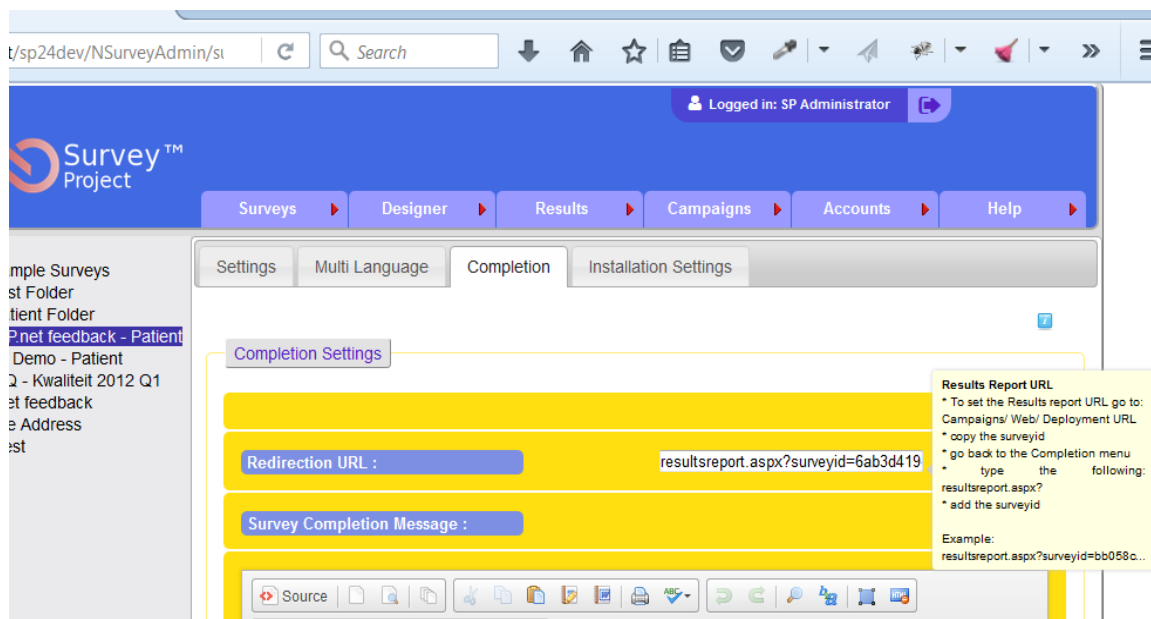 t/sp24dev/NSurveyAdmin/su
Search
Logged in: SP Administrator
Survey™
Project
Surveys
Designer
Results
Campaigns
Accounts
Help
mple Surveys
st Folder
tient Folder
P.net feedback - Patient
Demo - Patient
Q - Kwaliteit 2012 Q1
et feedback
e Address
est
Settings
Multi Language
Completion
Installation Settings
Completion Settings
Redirection URL :
resultsreport.aspx?surveyid=6ab3d419
Survey Completion Message :
Results Report URL
* To set the Results report URL go to:
Campaigns/ Web/ Deployment URL
* copy the surveyid
* go back to the Completion menu
* type the following:
resultsreport.aspx?
* add the surveyid
Example:
resultsreport.aspx?surveyid=bb058c...
Source
ABC